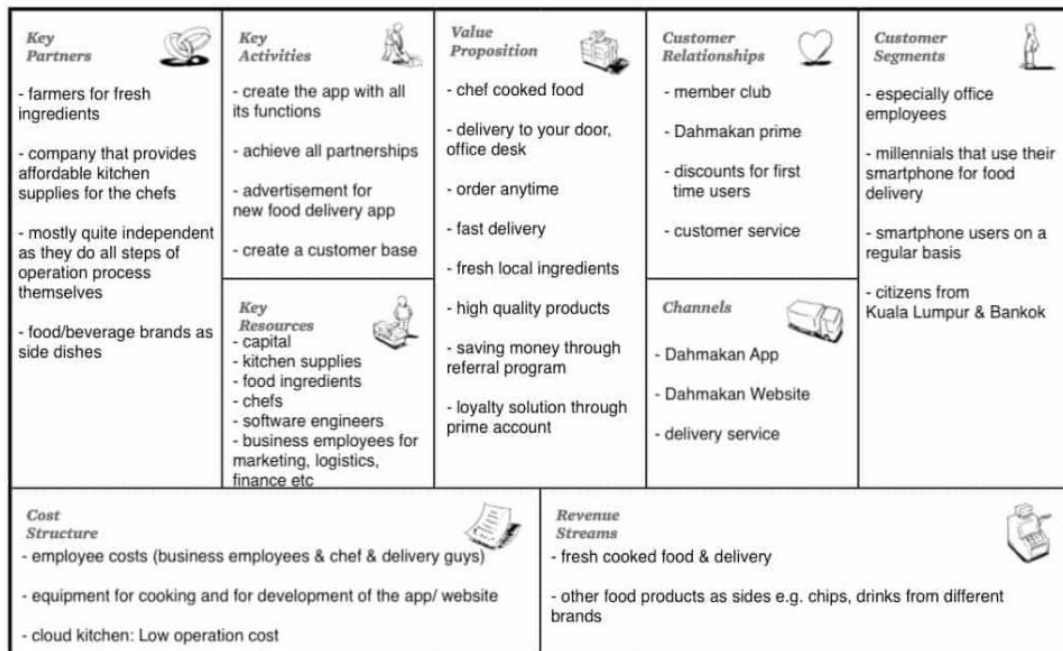 Key
Partners
- farmers for fresh
ingredients
- company that provides
affordable kitchen
supplies for the chefs
- mostly quite independent
as they do all steps of
operation process
themselves
- food/beverage brands as
side dishes
Key
Activities
- create the app with all
its functions
- achieve all partnerships
- advertisement for
new food delivery app
- create a customer base
Key
Resources
- capital
- kitchen supplies
- food ingredients
- chefs
- software engineers
- business employees for
marketing, logistics,
finance etc
Value
Proposition
- chef cooked food
- delivery to your door,
office desk
- order anytime
- fast delivery
- fresh local ingredients
- high quality products
- saving money through
referral program
- loyalty solution through
prime account
Customer
Relationships
- member club
- Dahmakan prime
- discounts for first
time users
- customer service
Channels
- Dahmakan App
- Dahmakan Website
- delivery service
Customer
Segments
- especially office
employees
- millennials that use their
smartphone for food
delivery
- smartphone users on a
regular basis
- citizens from
Kuala Lumpur & Bankok
Cost
Structure
- employee costs (business employees & chef & delivery guys)
- equipment for cooking and for development of the app/ website
- cloud kitchen: Low operation cost
Revenue
Streams
- fresh cooked food & delivery
- other food products as sides e.g. chips, drinks from different
brands